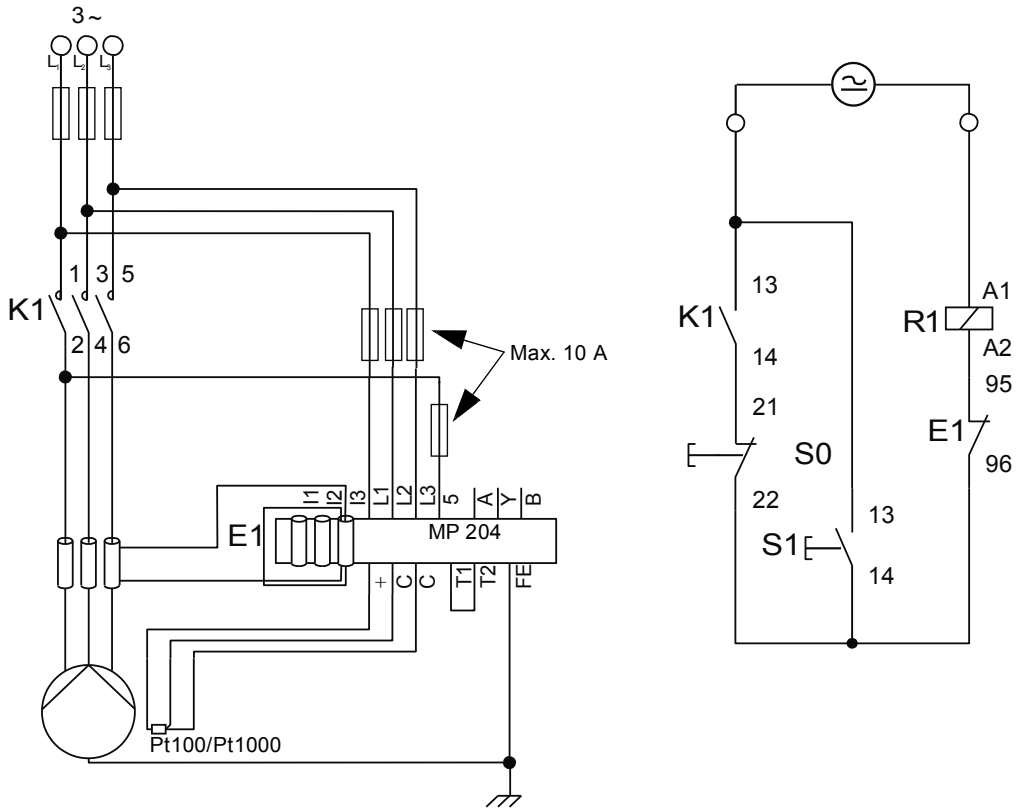 3~
L1 L2 L3
1 3 5
K1
2 4 6
Max. 10 A
I1 I2 I3 L1 L2 L3 5 A Y B
E1
MP 204
+ C C T1 T2 FE
Pt100/Pt1000
13
K1
14
21
S0
22
13
S1
14
A1
R1
A2
95
E1
96